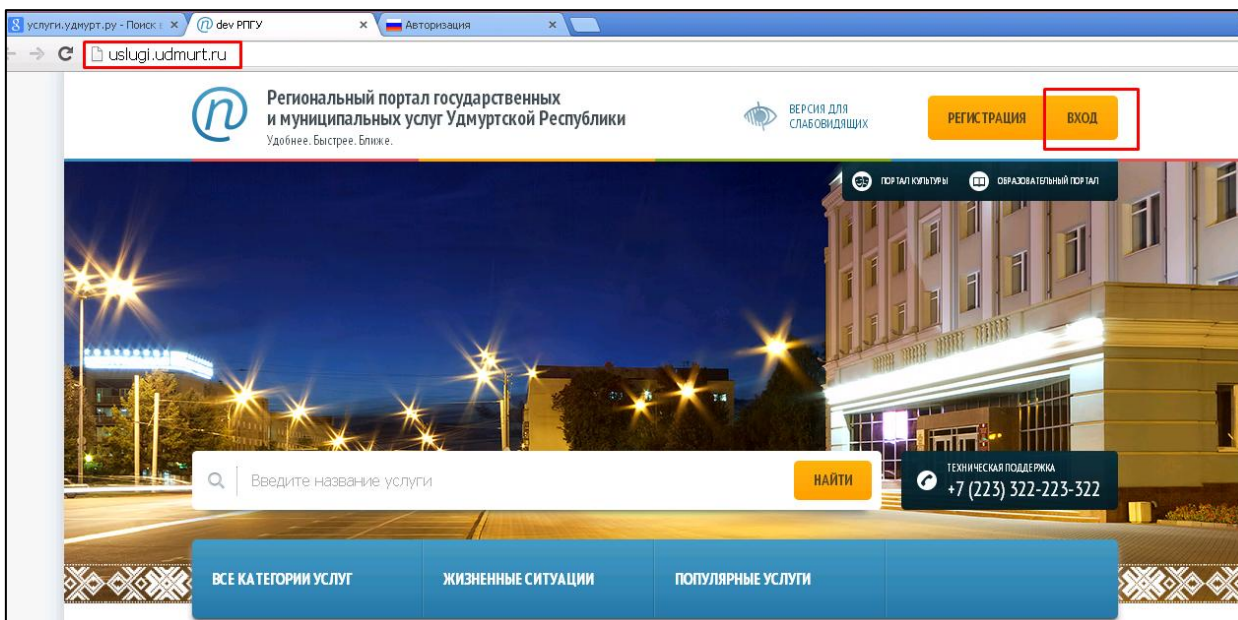 услуги.удмурт.ру - Поиск в
dev РПГУ
Авторизация
uslugi.udmurt.ru
Региональный портал государственных
и муниципальных услуг Удмуртской Республики
Удобнее. Быстрее. Ближе.
ВЕРСИЯ ДЛЯ
СЛАБОВИДЯЩИХ
РЕГИСТРАЦИЯ
ВХОД
ПОРТАЛ КУЛЬТУРЫ
ОБРАЗОВАТЕЛЬНЫЙ ПОРТАЛ
Введите название услуги
НАЙТИ
ТЕХНИЧЕСКАЯ ПОДДЕРЖКА
+7 (223) 322-223-322
ВСЕ КАТЕГОРИИ УСЛУГ
ЖИЗНЕННЫЕ СИТУАЦИИ
ПОПУЛЯРНЫЕ УСЛУГИ